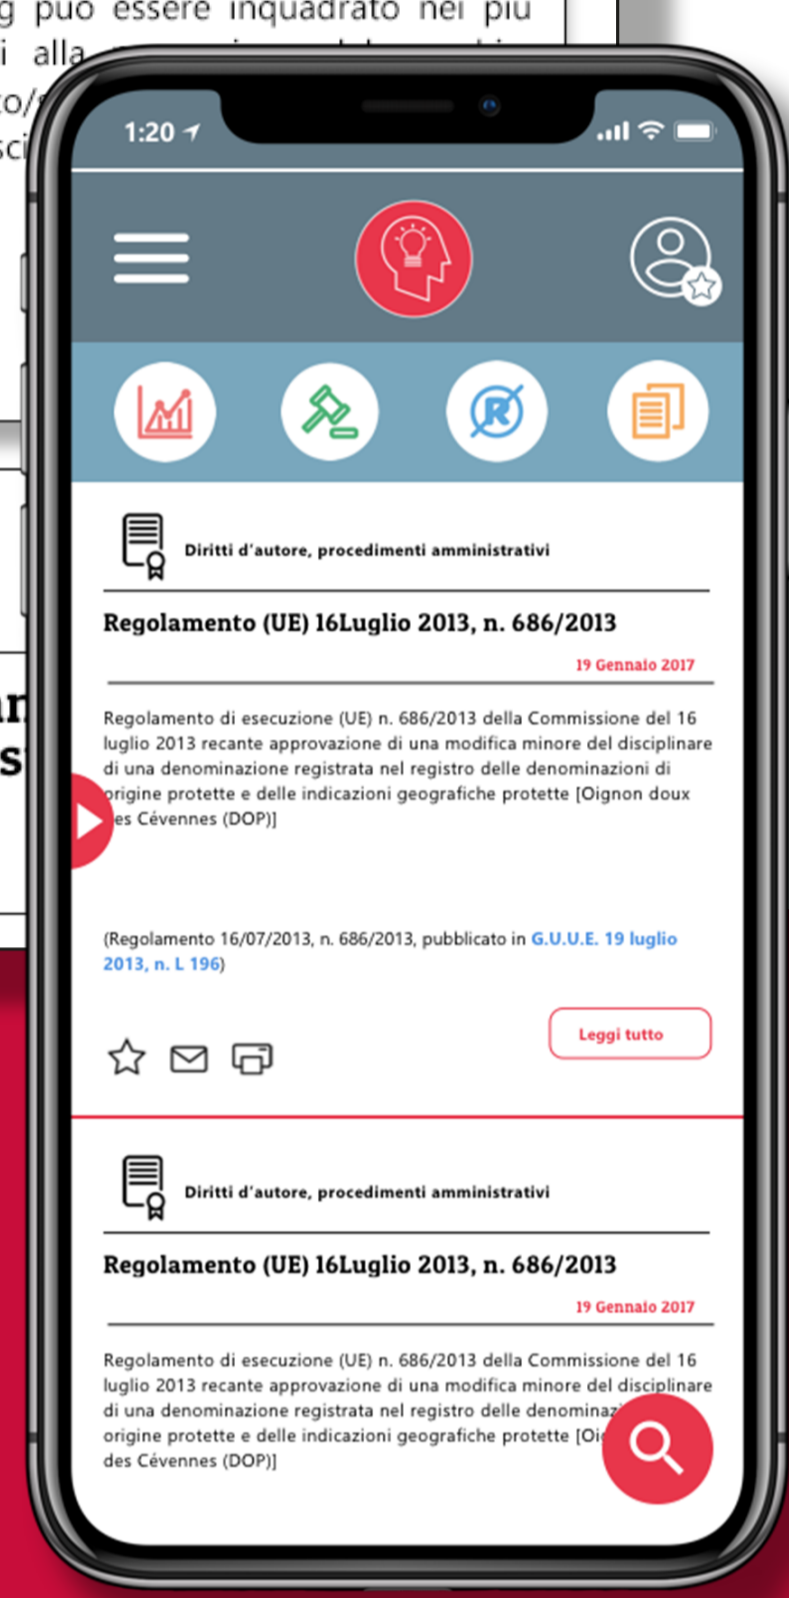 può essere inquadrato nei più
i alla
1:20
R
Diritti d'autore, procedimenti amministrativi
Regolamento (UE) 16Luglio 2013, n. 686/2013
19 Gennaio 2017
Regolamento di esecuzione (UE) n. 686/2013 della Commissione del 16
luglio 2013 recante approvazione di una modifica minore del disciplinare
di una denominazione registrata nel registro delle denominazioni di
origine protette e delle indicazioni geografiche protette [Oignon doux
es Cévennes (DOP)]
(Regolamento 16/07/2013, n. 686/2013, pubblicato in G.U.U.E. 19 luglio
2013, n. L 196)
Leggi tutto
Diritti d'autore, procedimenti amministrativi
Regolamento (UE) 16Luglio 2013, n. 686/2013
19 Gennaio 2017
Regolamento di esecuzione (UE) n. 686/2013 della Commissione del 16
luglio 2013 recante approvazione di una modifica minore del disciplinare
di una denominazione registrata nel registro delle denominaz
origine protette e delle indicazioni geografiche protette [Oi
des Cévennes (DOP)]